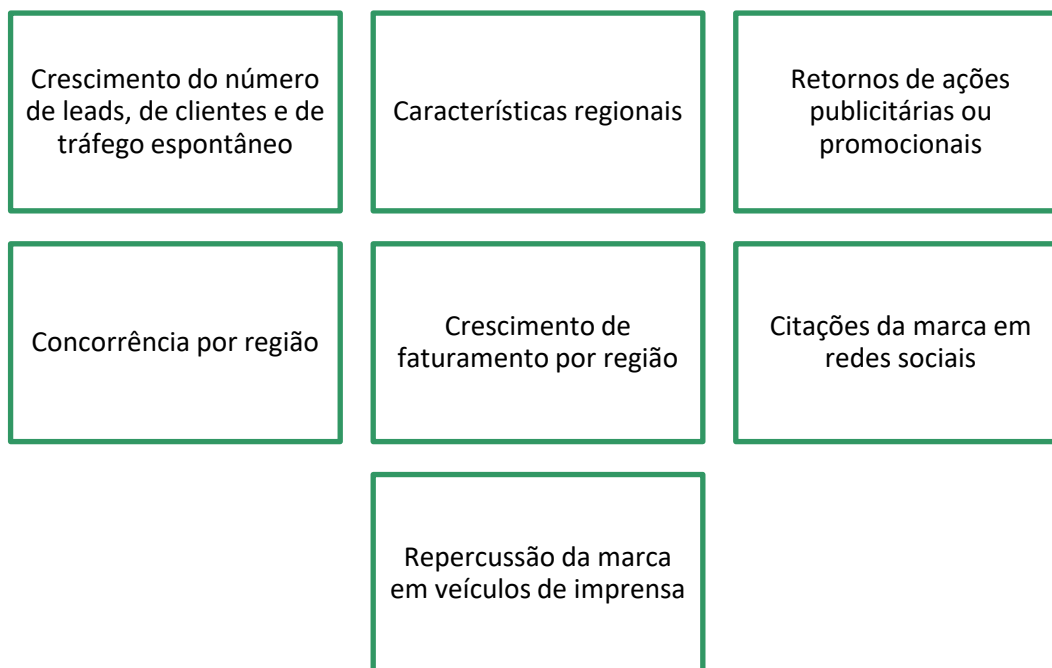 Crescimento do número
de leads, de clientes e de
tráfego espontâneo
Características regionais
Retornos de ações
publicitárias ou
promocionais
Concorrência por região
Crescimento de
faturamento por região
Citações da marca em
redes sociais
Repercussão da marca
em veículos de imprensa